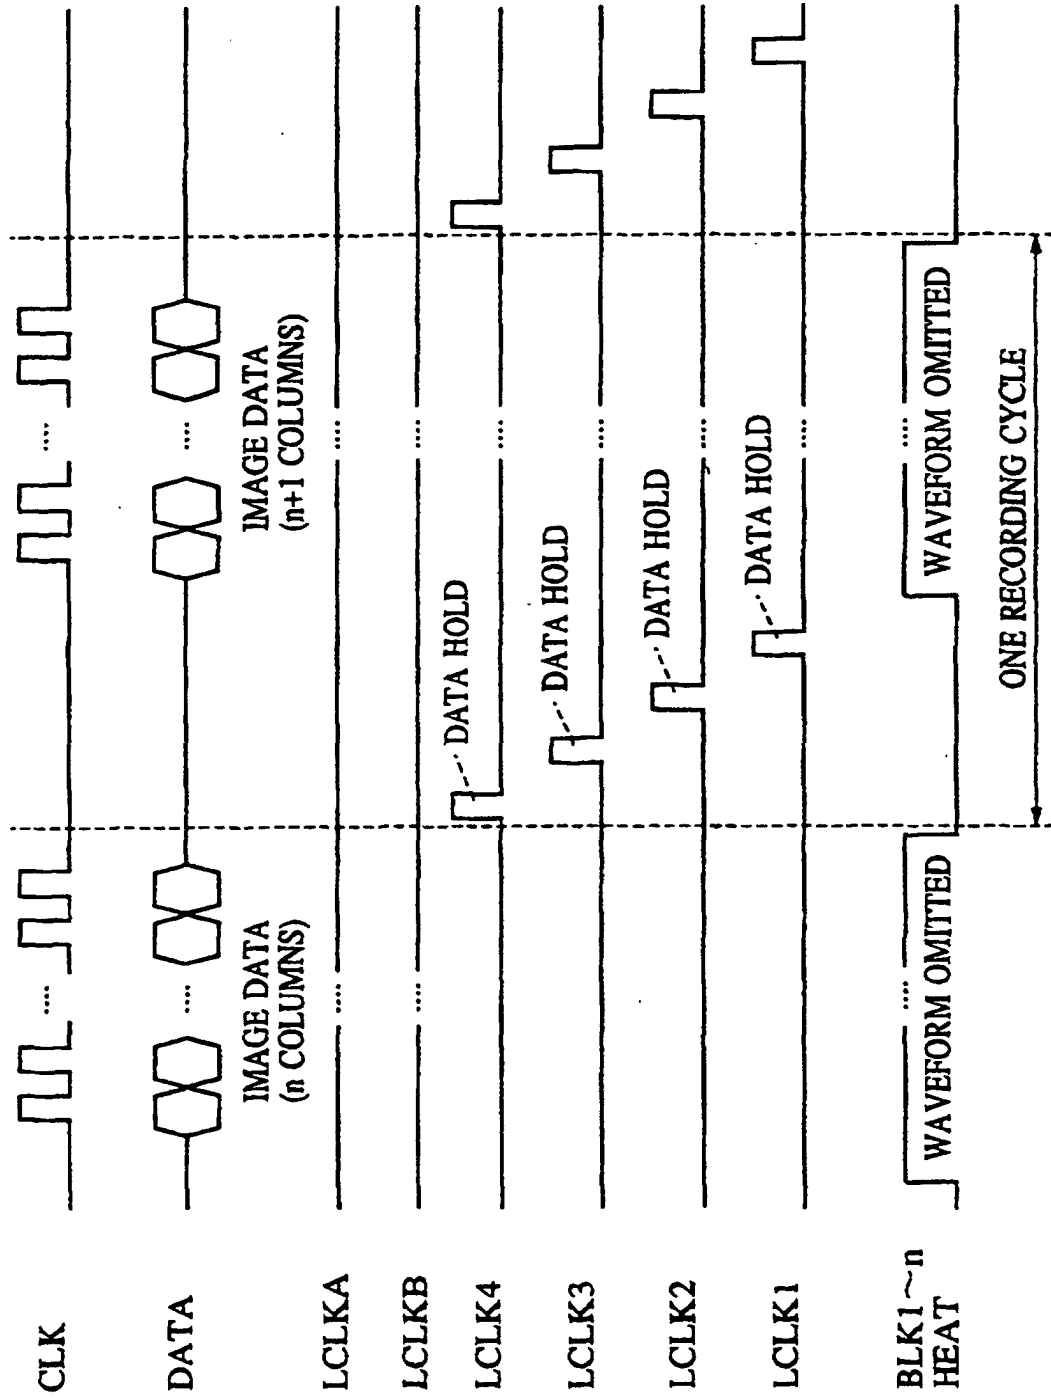 CLK
....
....
DATA
....
....
IMAGE DATA
(n COLUMNS)
IMAGE DATA
(n+1 COLUMNS)
LCLKA
....
....
LCLKB
....
....
LCLK4
DATA HOLD
....
LCLK3
DATA HOLD
....
LCLK2
DATA HOLD
....
LCLK1
DATA HOLD
....
BLK1~n
HEAT
....
WAVEFORM OMITTED
....
WAVEFORM OMITTED
ONE RECORDING CYCLE